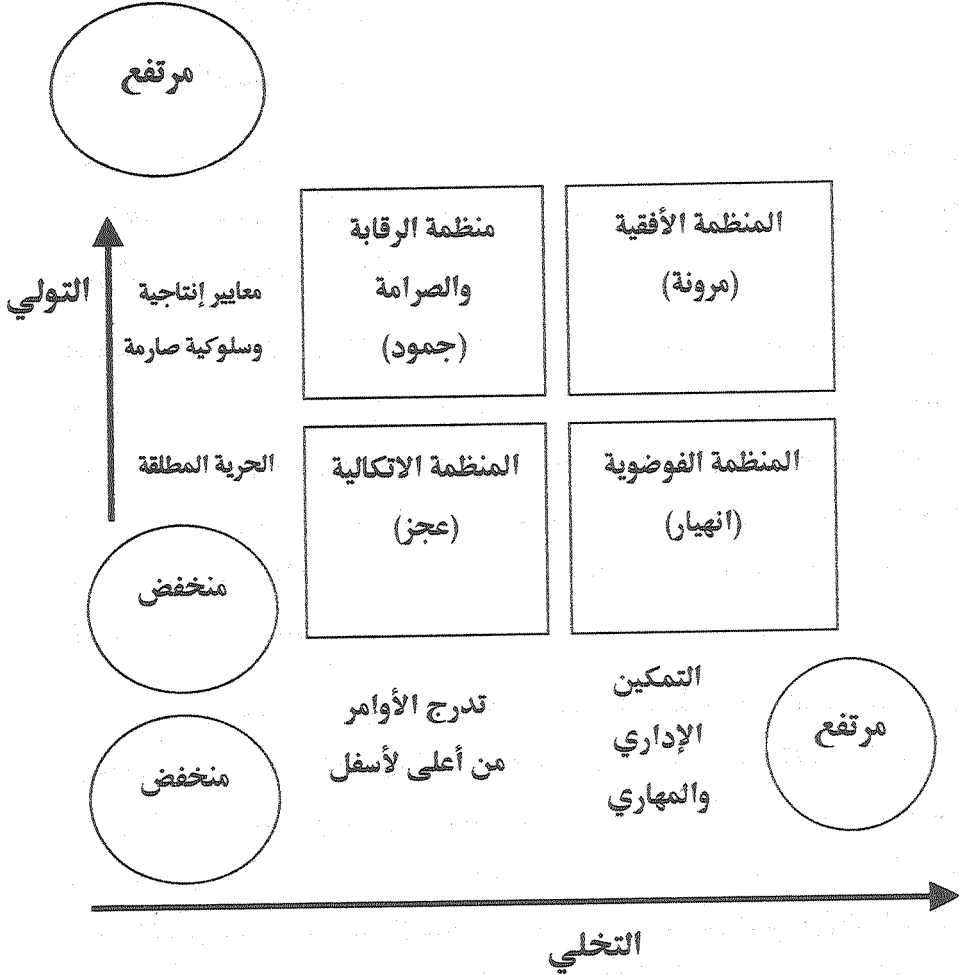 مرتفع
منظمة الرقابة
والصرامة
(جمود)
المنظمة الأفقية
(مرونة)
التولي
معايير إنتاجية
وسلوكية صارمة
الحرية المطلقة
المنظمة الاتكالية
(عجز)
المنظمة الفوضوية
(انهيار)
منخفض
منخفض
تدرج الأوامر
من أعلى لأسفل
التمكين
الإداري
والمهاري
مرتفع
التخلي